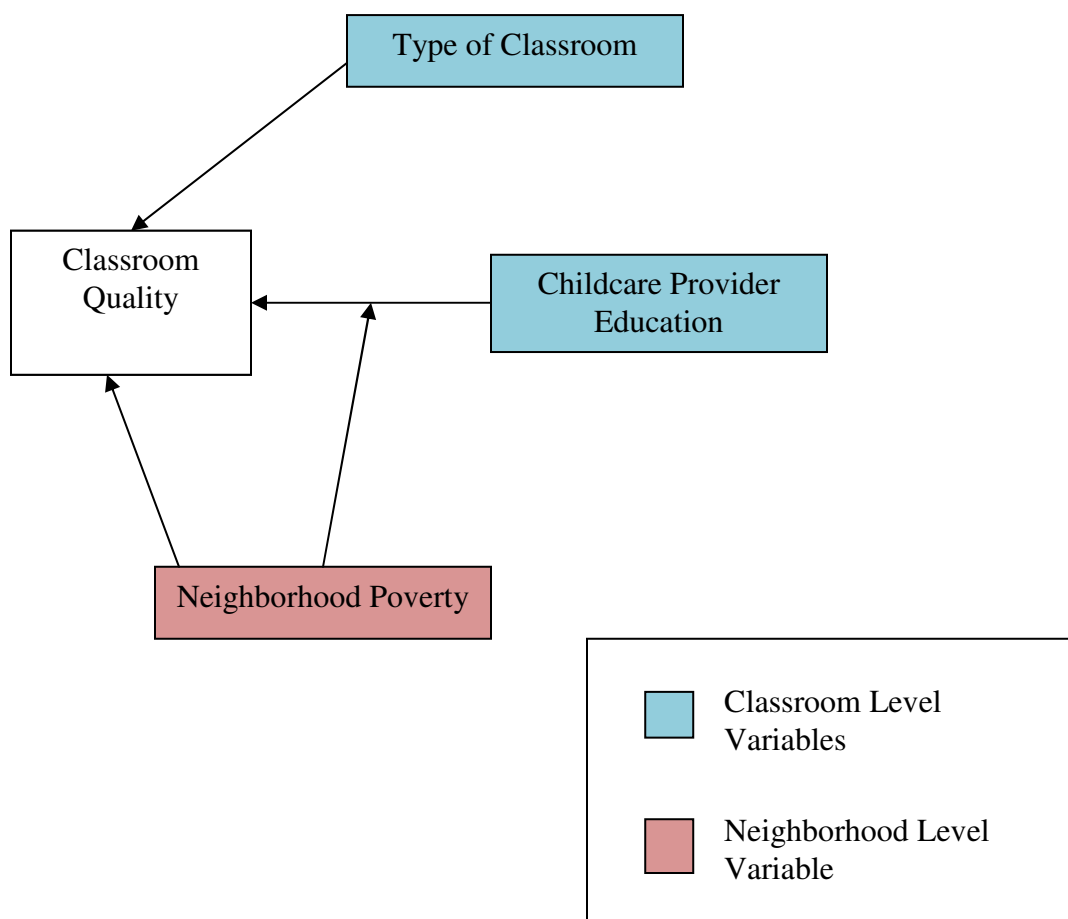 Type of Classroom
Classroom
Quality
Childcare Provider
Education
Neighborhood Poverty
Classroom Level
Variables
Neighborhood Level
Variable